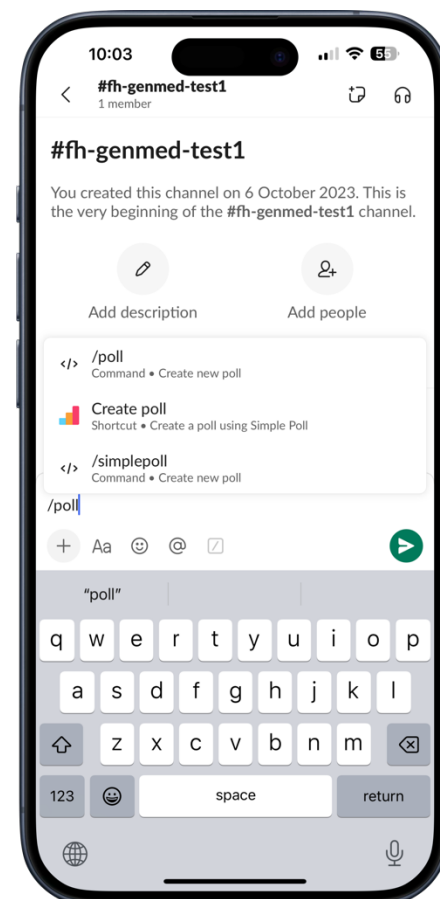 10:03
55
#fh-genmed-test1
1 member
#fh-genmed-test1
You created this channel on 6 October 2023. This is
the very beginning of the #fh-genmed-test1 channel.
Add description
Add people
</> /poll
Command • Create new poll
Create poll
Shortcut • Create a poll using Simple Poll
</> /simplepoll
Command • Create new poll
/poll
+ Aa @ /
“poll”
q w e r t y u i o p
a s d f g h j k l
z x c v b n m
123 space return